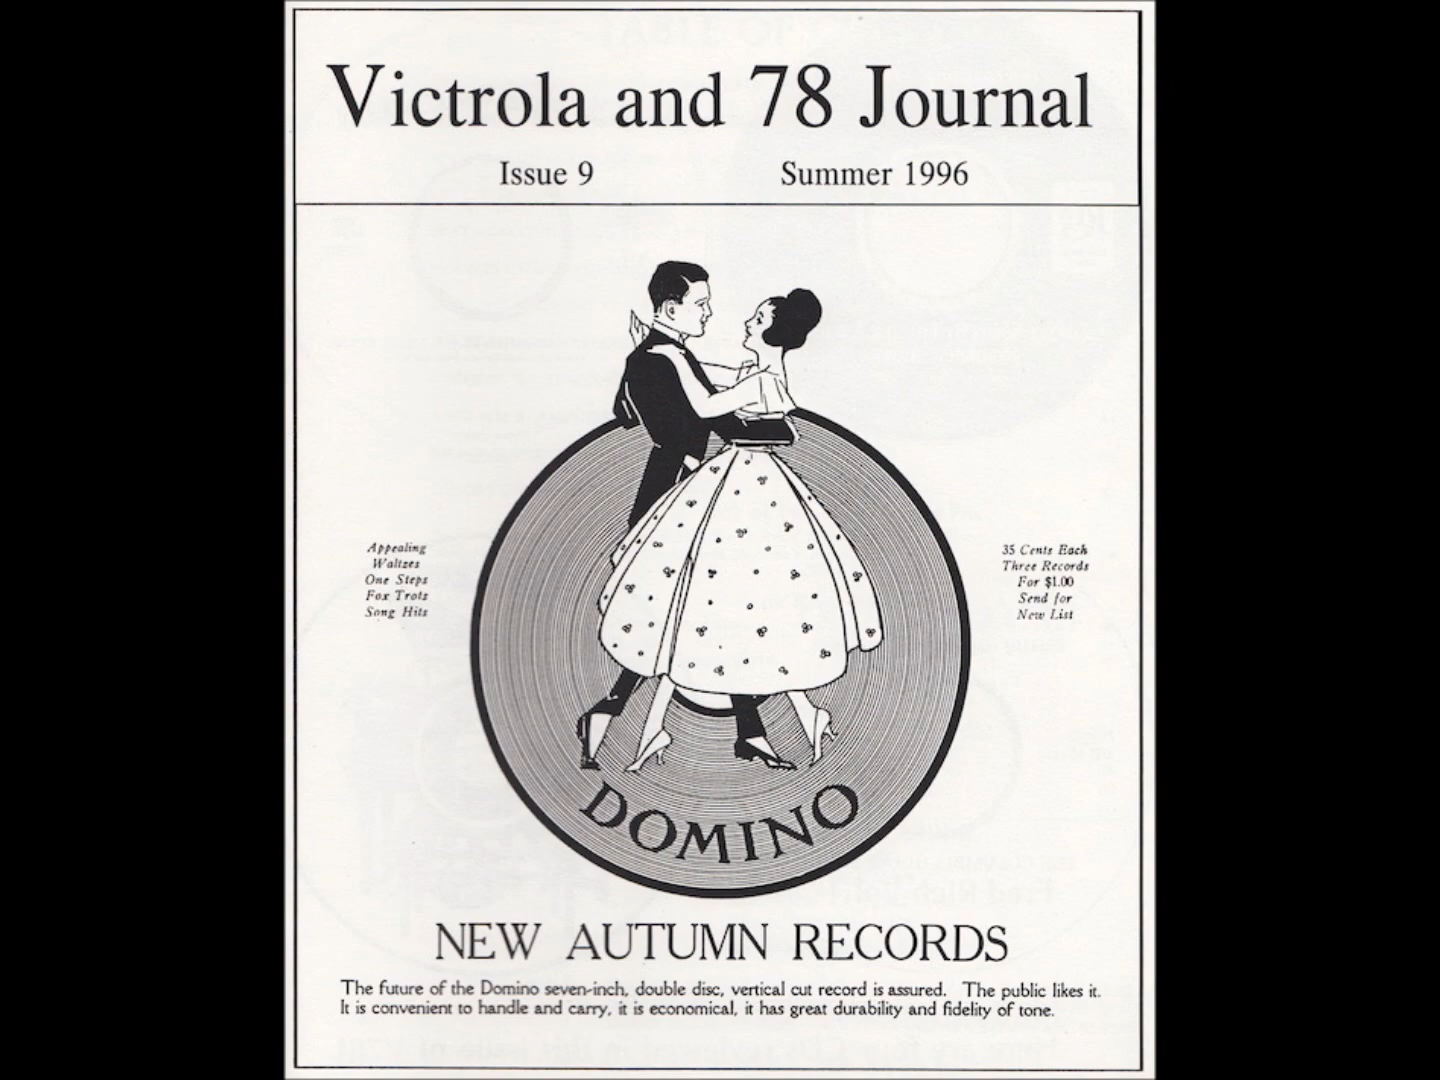 Victrola and 78 Journal
Issue 9 Summer 1996
Appealing
Waltzes
One Steps
Fox Trots
Song Hits
35 Cents Each
Three Records
For $1.00
Send for
New List
DOMINO
NEW AUTUMN RECORDS
The future of the Domino seven-inch, double disc, vertical cut record is assured. The public likes it.
It is convenient to handle and carry, it is economical, it has great durability and fidelity of tone.